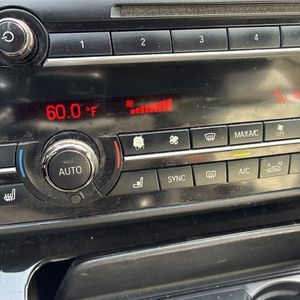 1 2 3 4
60.0 °F
MAX A/C
AUTO
SYNC A/C